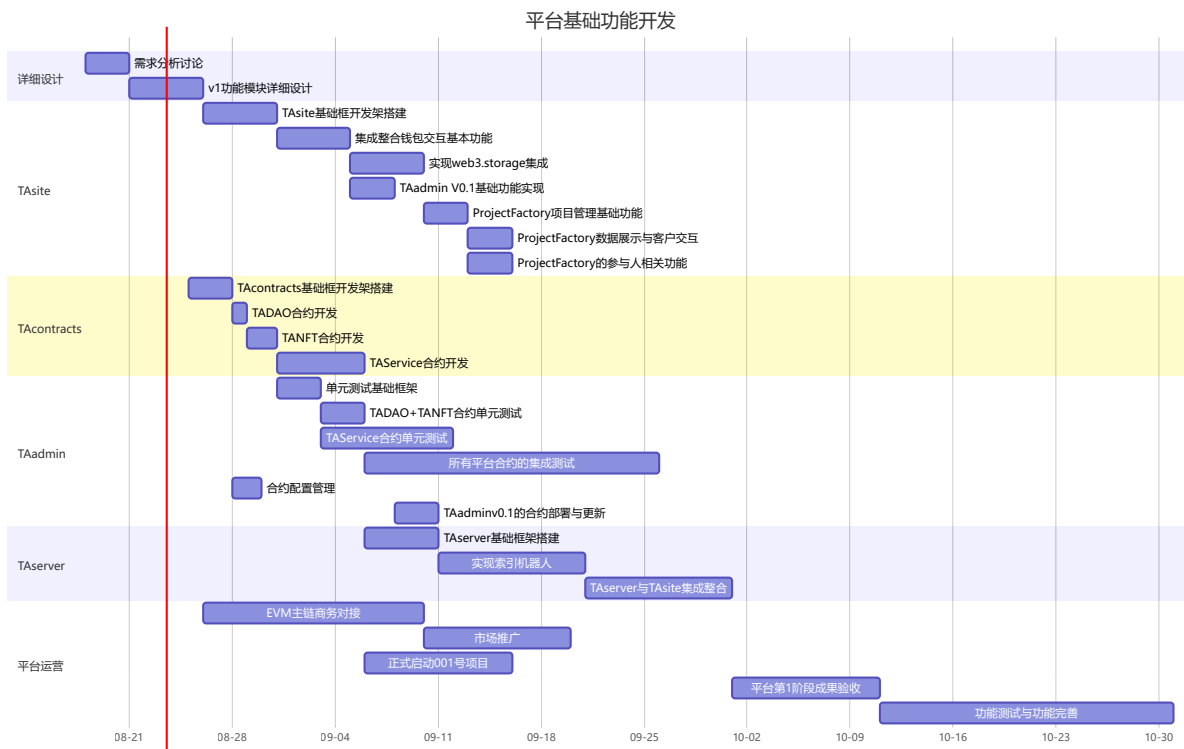 平台基础功能开发
详细设计
需求分析讨论
v1功能模块详细设计
TAsite
TAsite基础框开发架搭建
集成整合钱包交互基本功能
实现web3.storage集成
TAadmin V0.1基础功能实现
ProjectFactory项目管理基础功能
ProjectFactory数据展示与客户交互
ProjectFactory的参与人相关功能
TAcontracts
TAcontracts基础框开发架搭建
TADAO合约开发
TANFT合约开发
TAService合约开发
TAadmin
单元测试基础框架
TADAO+TANFT合约单元测试
TAService合约单元测试
所有平台合约的集成测试
合约配置管理
TAadminv0.1的合约部署与更新
TAserver
TAserver基础框架搭建
实现索引机器人
TAserver与TAsite集成整合
平台运营
EVM主链商务对接
市场推广
正式启动001号项目
平台第1阶段成果验收
功能测试与功能完善
08-21 08-28 09-04 09-11 09-18 09-25 10-02 10-09 10-16 10-23 10-30